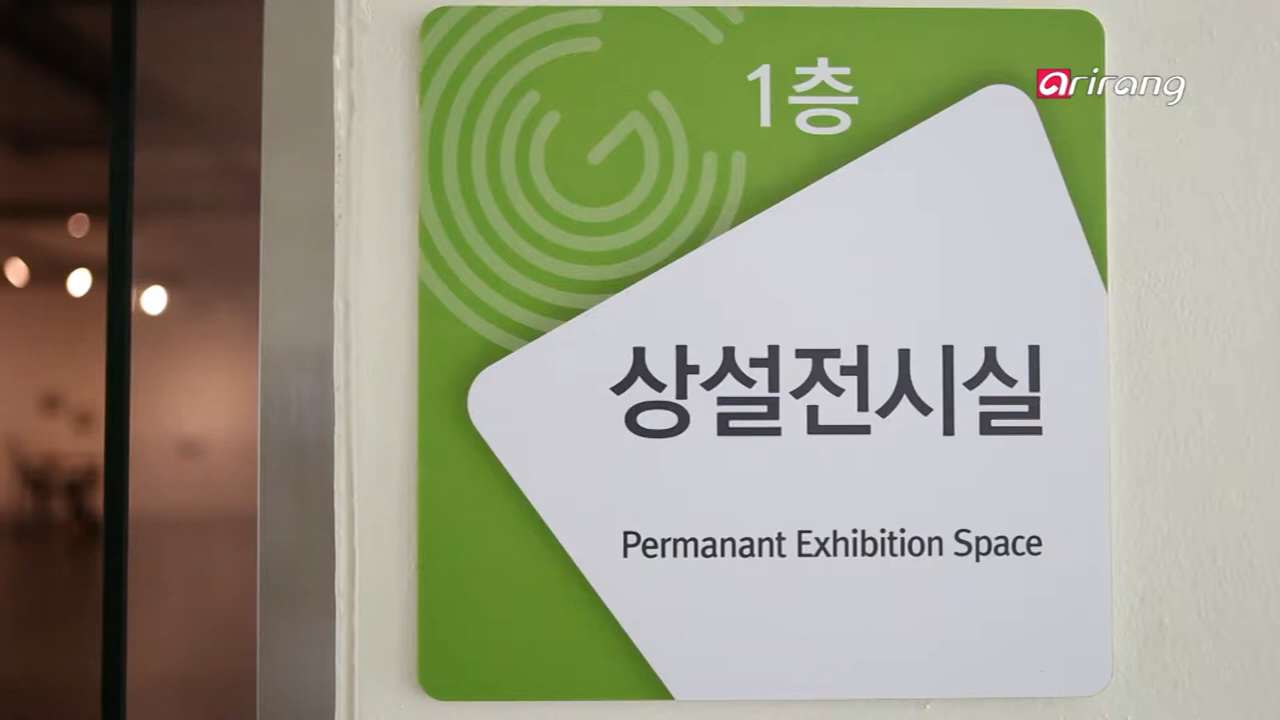 1층
arirang
상설전시실
Permanant Exhibition Space